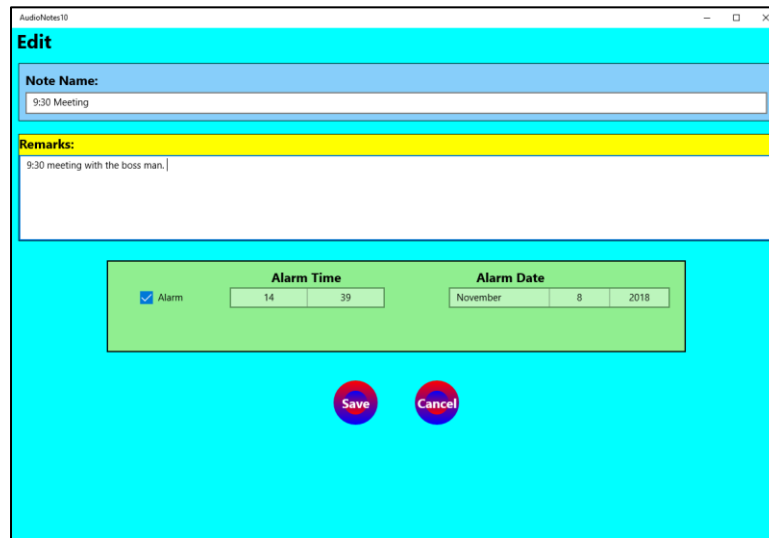 AudioNotes10
Edit
Note Name:
9:30 Meeting
Remarks:
9:30 meeting with the boss man.
Alarm Time
Alarm Date
Alarm
14 39
November 8 2018
Save Cancel